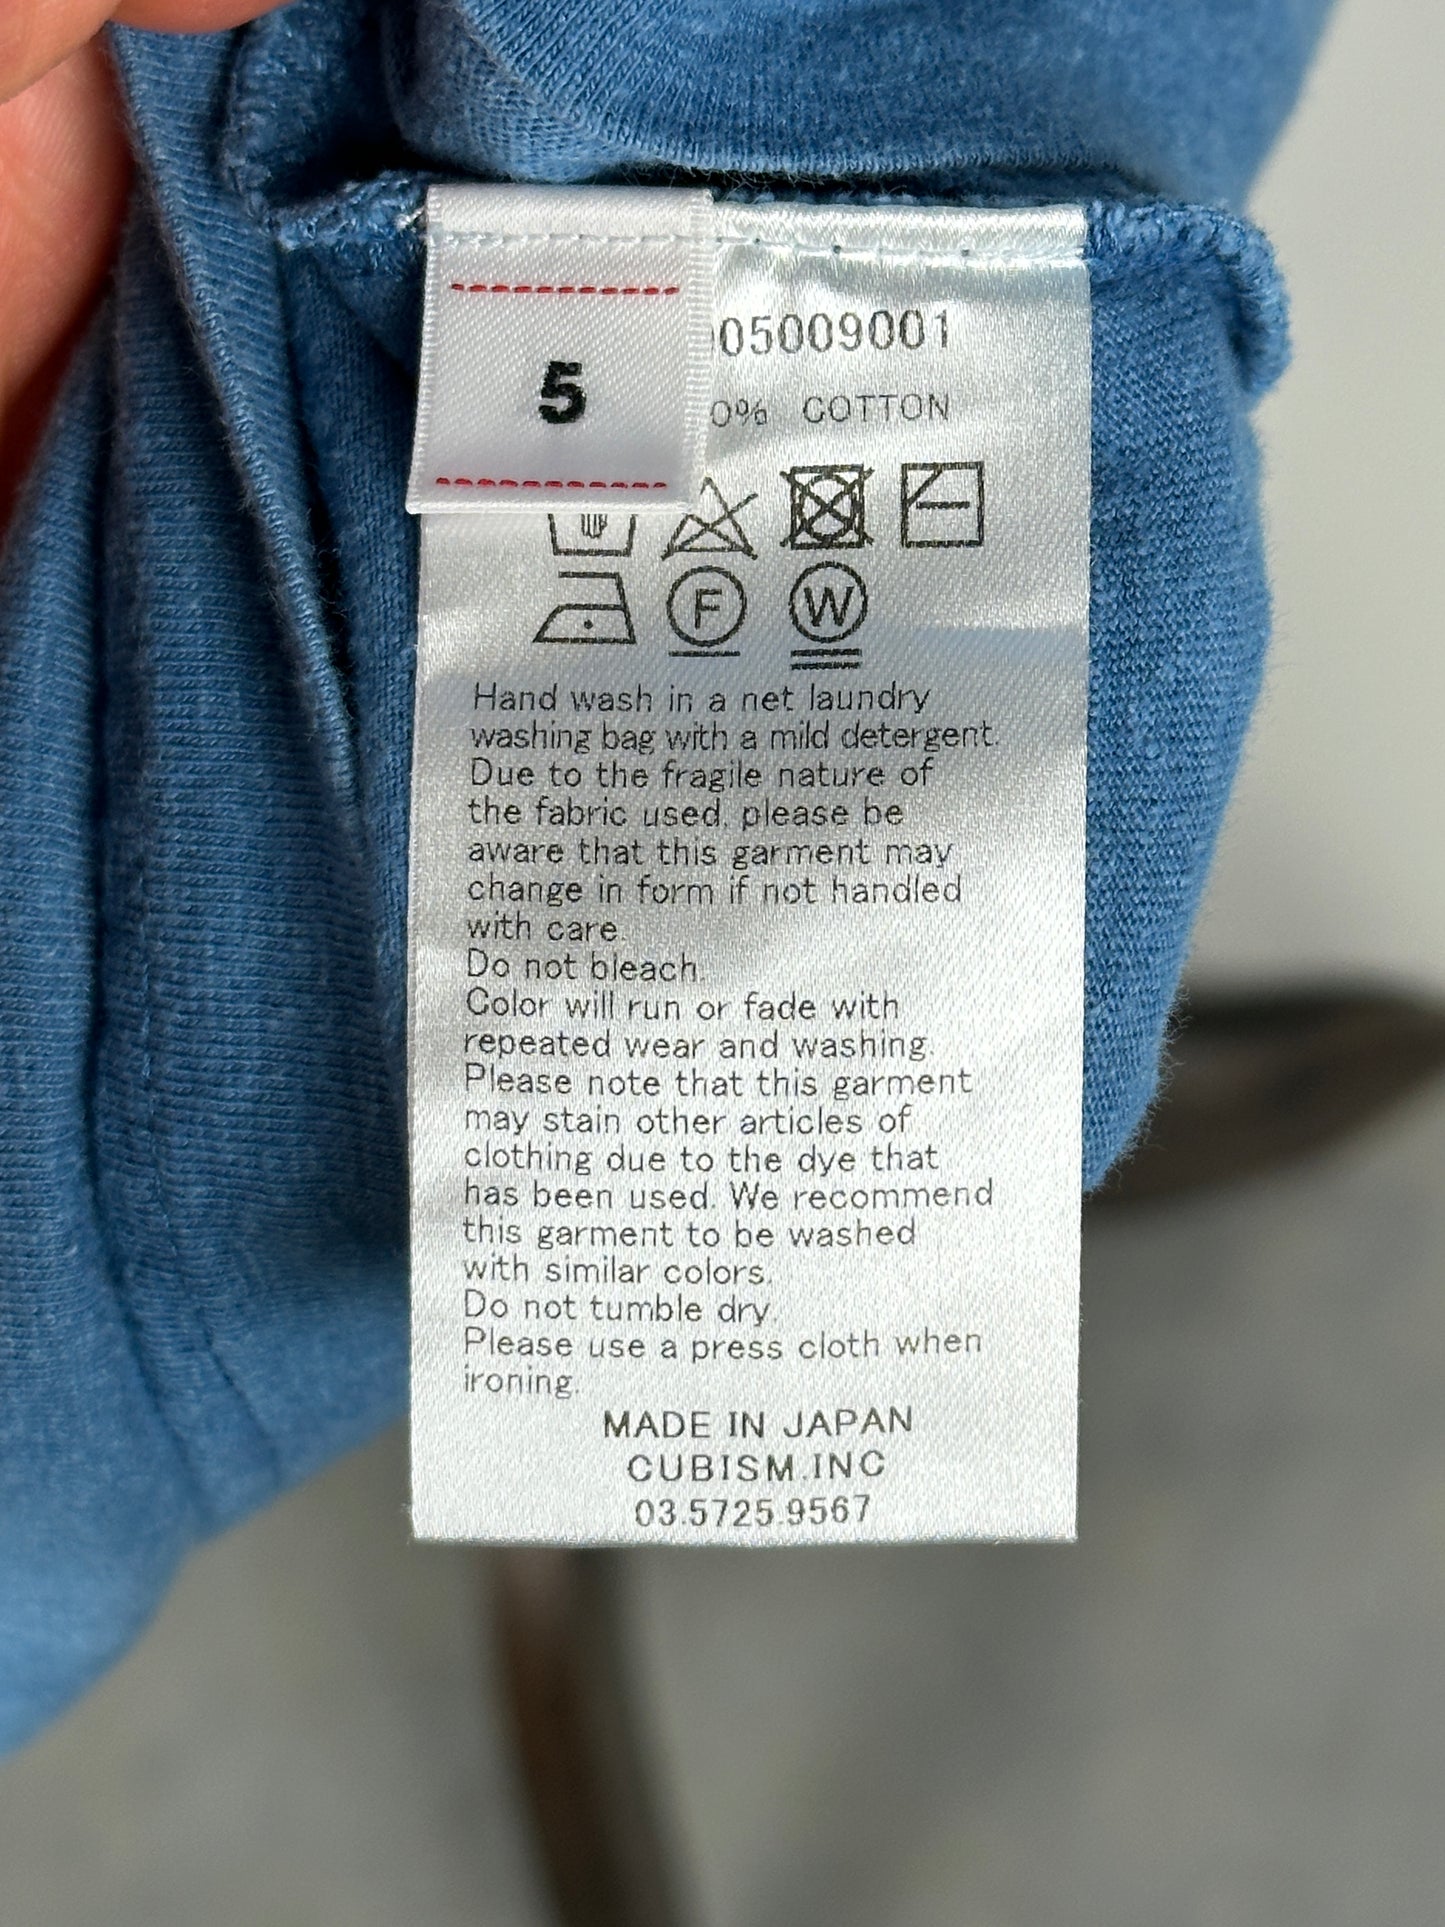 5
05009001
0% COTTON
F W
Hand wash in a net laundry
washing bag with a mild detergent.
Due to the fragile nature of
the fabric used, please be
aware that this garment may
change in form if not handled
with care.
Do not bleach.
Color will run or fade with
repeated wear and washing.
Please note that this garment
may stain other articles of
clothing due to the dye that
has been used. We recommend
this garment to be washed
with similar colors.
Do not tumble dry.
Please use a press cloth when
ironing.
MADE IN JAPAN
CUBISM.INC
03.5725.9567